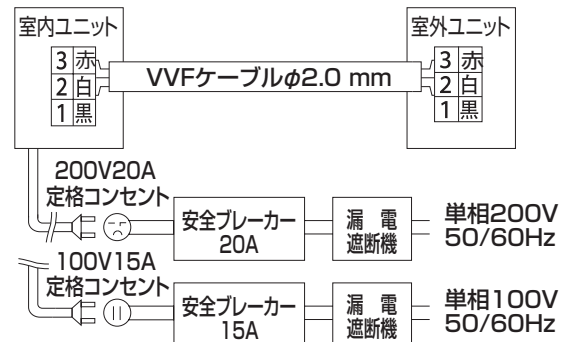 室内ユニット
3 赤
2 白
1 黒
VVFケーブルφ2.0 mm
室外ユニット
3 赤
2 白
1 黒
200V20A
定格コンセント
安全ブレーカー
20A
漏 電
遮断機
単相200V
50/60Hz
100V15A
定格コンセント
安全ブレーカー
15A
漏 電
遮断機
単相100V
50/60Hz